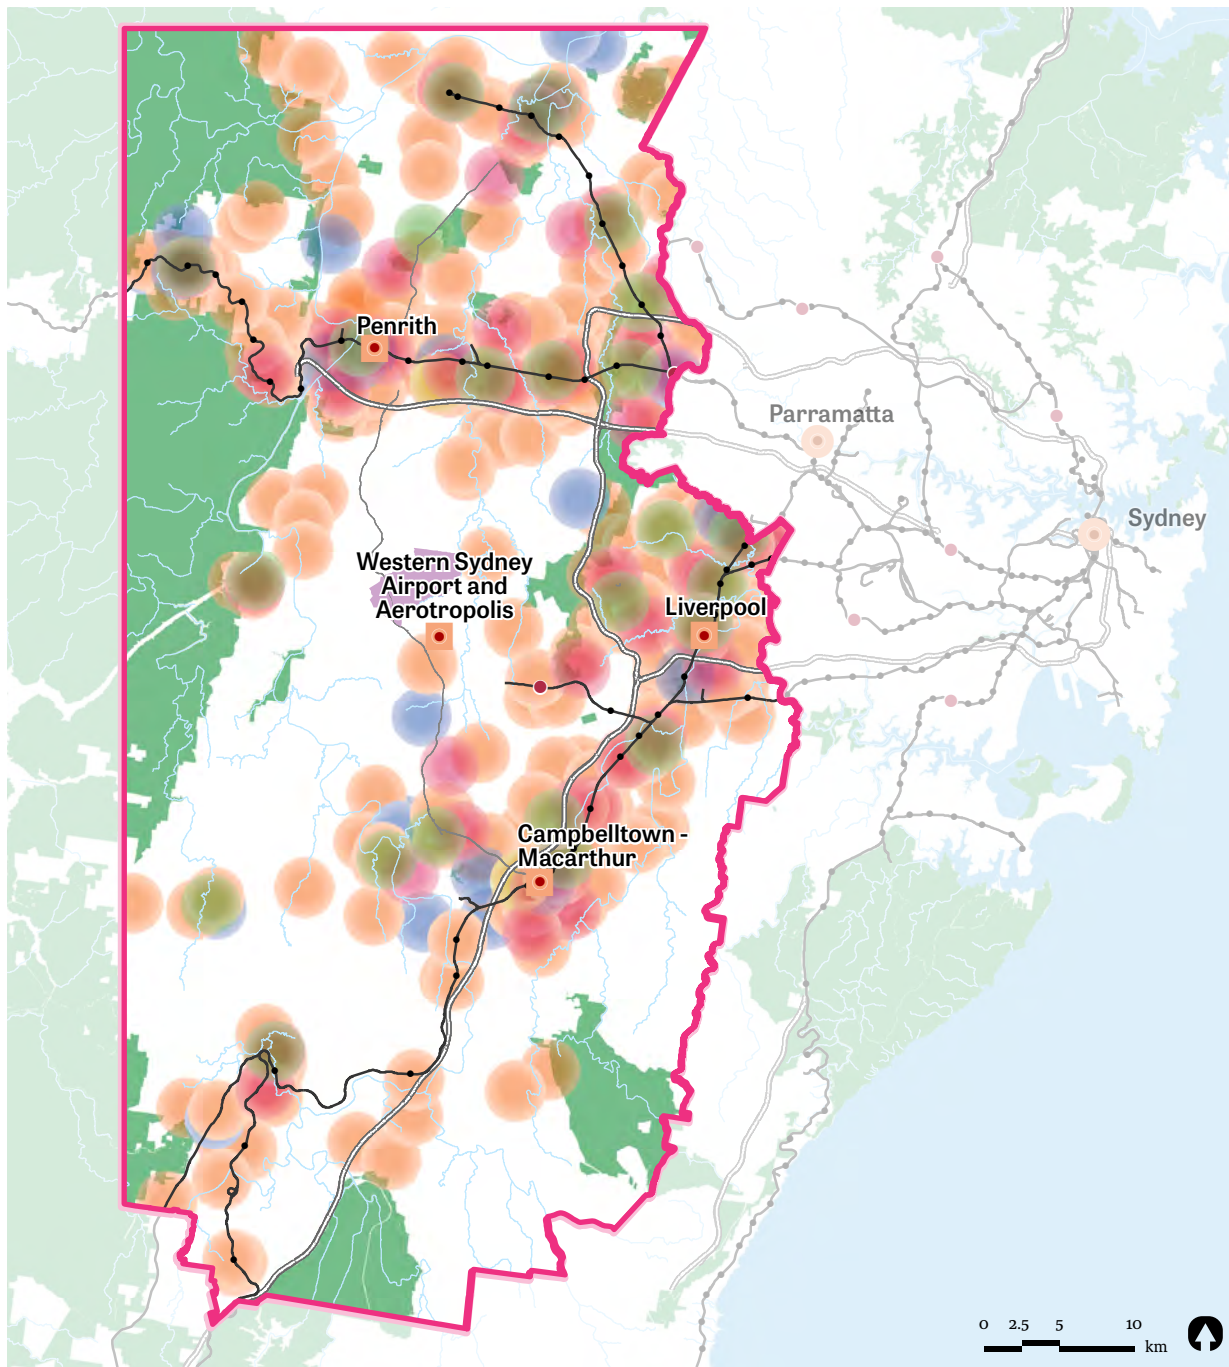 Penrith
Parramatta
Sydney
Western Sydney
Airport and
Aerotropolis
Liverpool
Campbelltown -
Macarthur
0 2.5 5 10
km